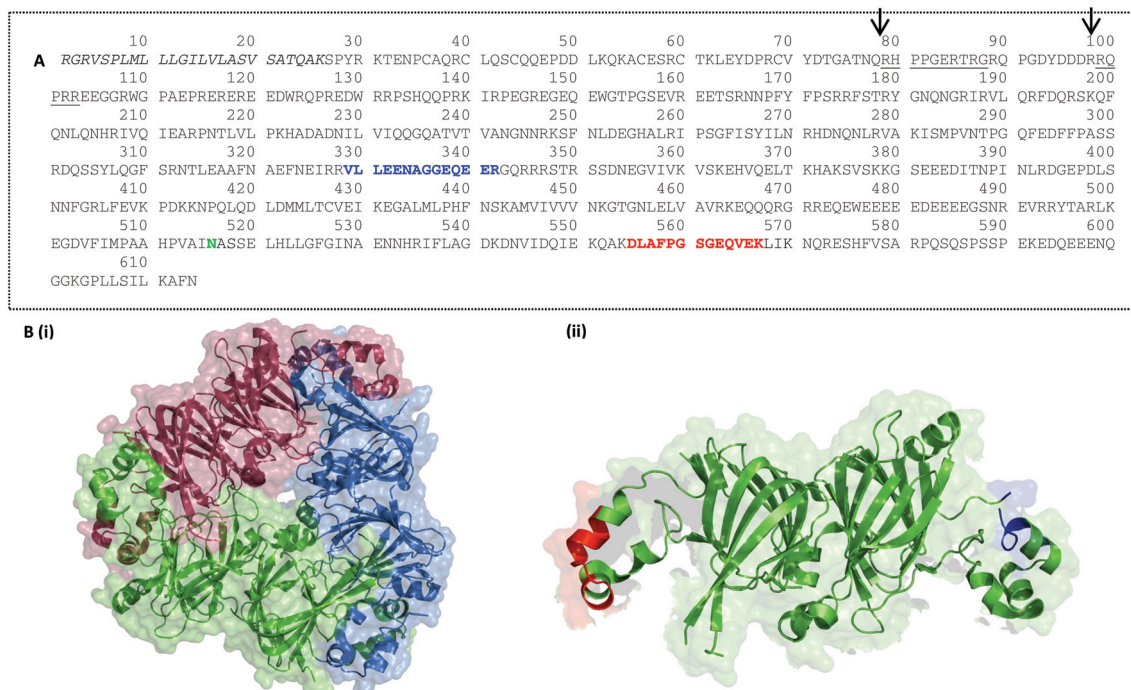 10 20 30 40 50 60 70 80 90 100
A RGRVSPLMLL LLGILVLASV SATQAKSPYR KTENPCAQRC LQSCQQEPDD LKQKACESRC TKLEYDPRCV YDTGATNQRH PPGERTRGRQ PGDYDDDRRQ
110 120 130 140 150 160 170 180 190 200
PRREEGGRWG PAEPREREREREDWRQPREDW RRPSHQQPRK IRPEGREGEQ EWGTPGSEVR EETSRNNPFY FPSRRFSTRY GNQNGRIRVL QRFDQRSKQF
210 220 230 240 250 260 270 280 290 300
QNLQNHRIVQ IEARPNTLVL PKHADADNIL VIQQGQATVT VANGNNRKSF NLDEGHALRI PSGFISYILN RHDNQNLRVA KISMPVNTPG QFEDFFPASS
310 320 330 340 350 360 370 380 390 400
RDQSSYLQGF SRNTLEAAFN AEFNEIRRVL LEENAGGEQE ERGQRRRSTR SSDNEGVIVK VSKEHVQELT KHAKSVSKKG SEEEDITNPI NLRDGEPDLS
410 420 430 440 450 460 470 480 490 500
NNFGRLFEVK PDKKNPQLQD LDMMLTCVEI KEGALMLPHF NSKAMVIVVV NKGTGNLELV AVRKEQQQRG RREQEWEEEE EDEEEEGSNR EVRRYTARLK
510 520 530 540 550 560 570 580 590 600
EGDVFIMPAA HPVAINASSE LHLLGFGINA ENNHRIFLAG DKDNVIDQIE KQAKDLAFPG SGEQVEKLIK NQRESHFVSA RPQSQSPSSP EKEDQEEENQ
610
GGKGPLLSIL KAFN
B (i) (ii)